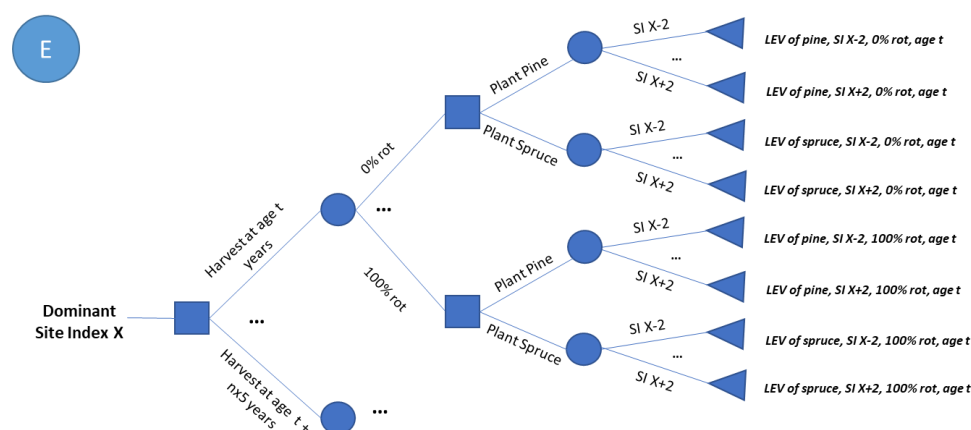 E
SI X-2
LEV of pine, SI X-2, 0% rot, age t
...
Plant Pine
SI X+2
LEV of pine, SI X+2, 0% rot, age t
0% rot
Plant Spruce
SI X-2
LEV of spruce, SI X-2, 0% rot, age t
...
SI X+2
LEV of spruce, SI X+2, 0% rot, age t
Harvest at age t
years
...
100% rot
Plant Pine
SI X-2
LEV of pine, SI X-2, 100% rot, age t
...
SI X+2
LEV of pine, SI X+2, 100% rot, age t
Dominant
Site Index X
...
Plant Spruce
SI X-2
LEV of spruce, SI X-2, 100% rot, age t
...
SI X+2
LEV of spruce, SI X+2, 100% rot, age t
Harvest at age t +
nx5 years
...